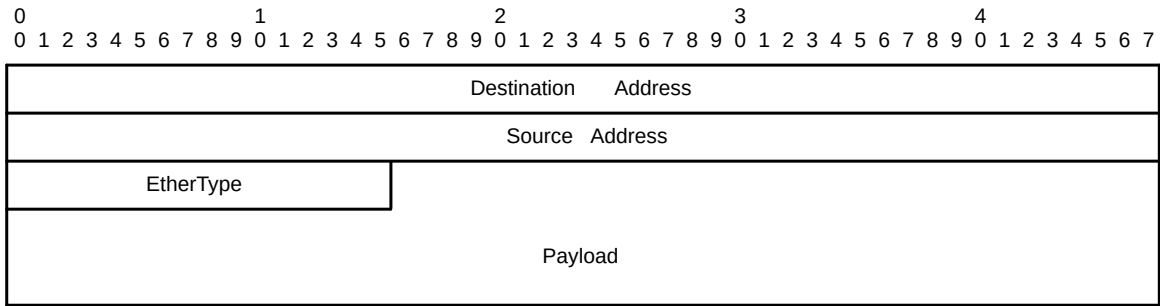 0 1 2 3 4
0 1 2 3 4 5 6 7 8 9 0 1 2 3 4 5 6 7 8 9 0 1 2 3 4 5 6 7 8 9 0 1 2 3 4 5 6 7 8 9 0 1 2 3 4 5 6 7
Destination Address
Source Address
EtherType
Payload